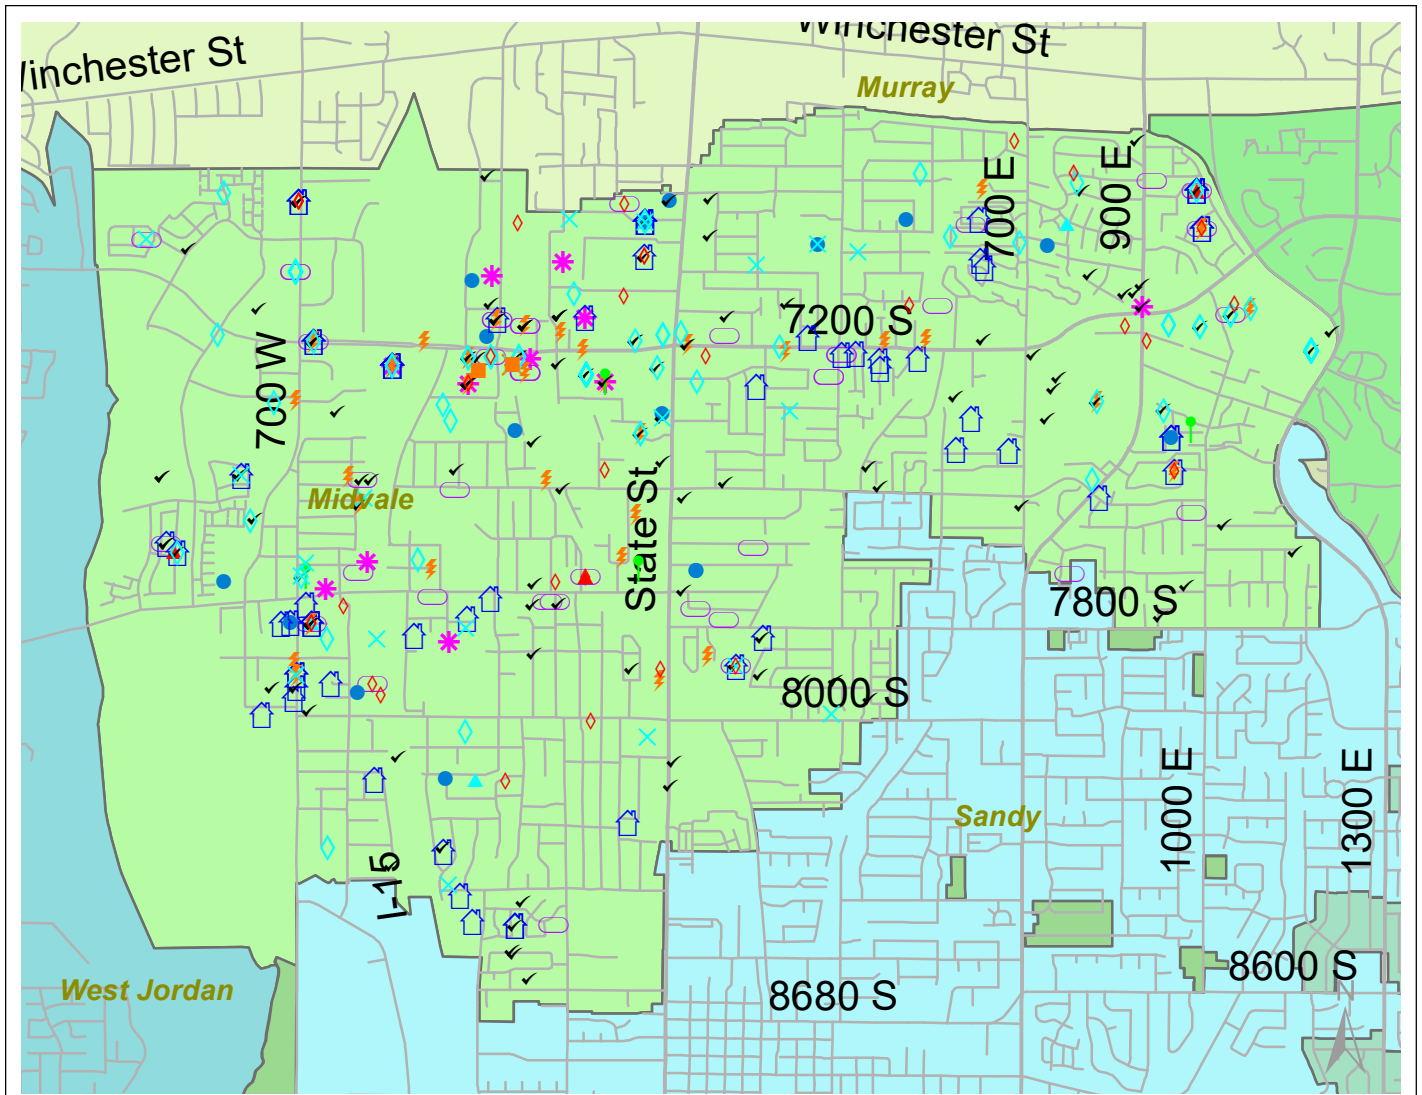 Winchester St
Winchester St
Murray
700 E
900 E
7200 S
700 W
Midvale
State St
7800 S
8000 S
Sandy
1000 E
1300 E
I-15
West Jordan
8600 S
8680 S
N